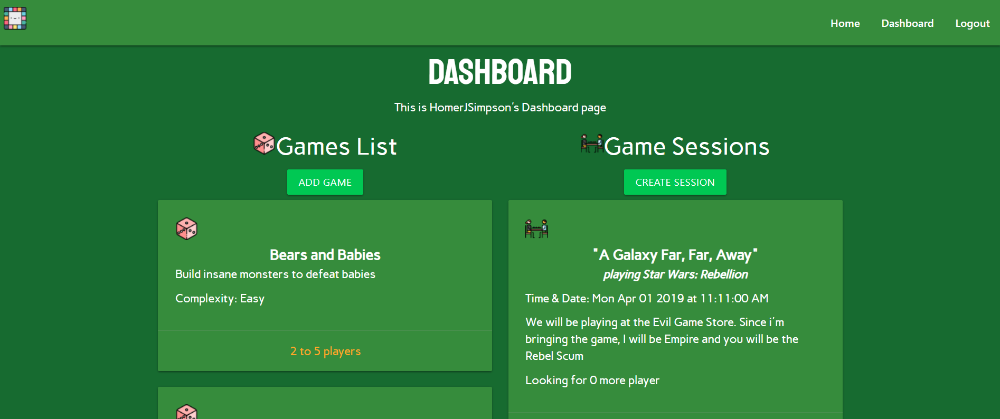 Home Dashboard Logout
DASHBOARD
This is HomerJSimpson's Dashboard page
Games List
ADD GAME
Bears and Babies
Build insane monsters to defeat babies
Complexity: Easy
2 to 5 players
Game Sessions
CREATE SESSION
"A Galaxy Far, Far, Away"
playing Star Wars: Rebellion
Time & Date: Mon Apr 01 2019 at 11:11:00 AM
We will be playing at the Evil Game Store. Since i'm
bringing the game, I will be Empire and you will be the
Rebel Scum
Looking for 0 more player